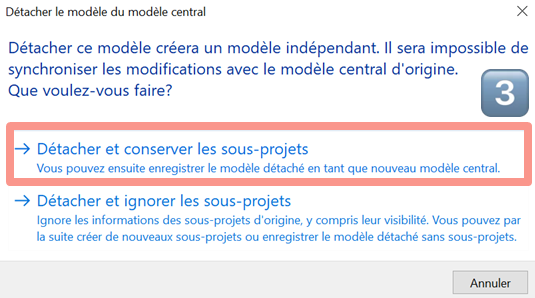 Détacher le modèle du modèle central
Détacher ce modèle créera un modèle indépendant. Il sera impossible de
synchroniser les modifications avec le modèle central d'origine.
Que voulez-vous faire?
3
Détacher et conserver les sous-projets
Vous pouvez ensuite enregistrer le modèle détaché en tant que nouveau modèle central.
Détacher et ignorer les sous-projets
Ignore les informations des sous-projets d'origine, y compris leur visibilité. Vous pouvez par
la suite créer de nouveaux sous-projets ou enregistrer le modèle détaché sans sous-projets.
Annuler